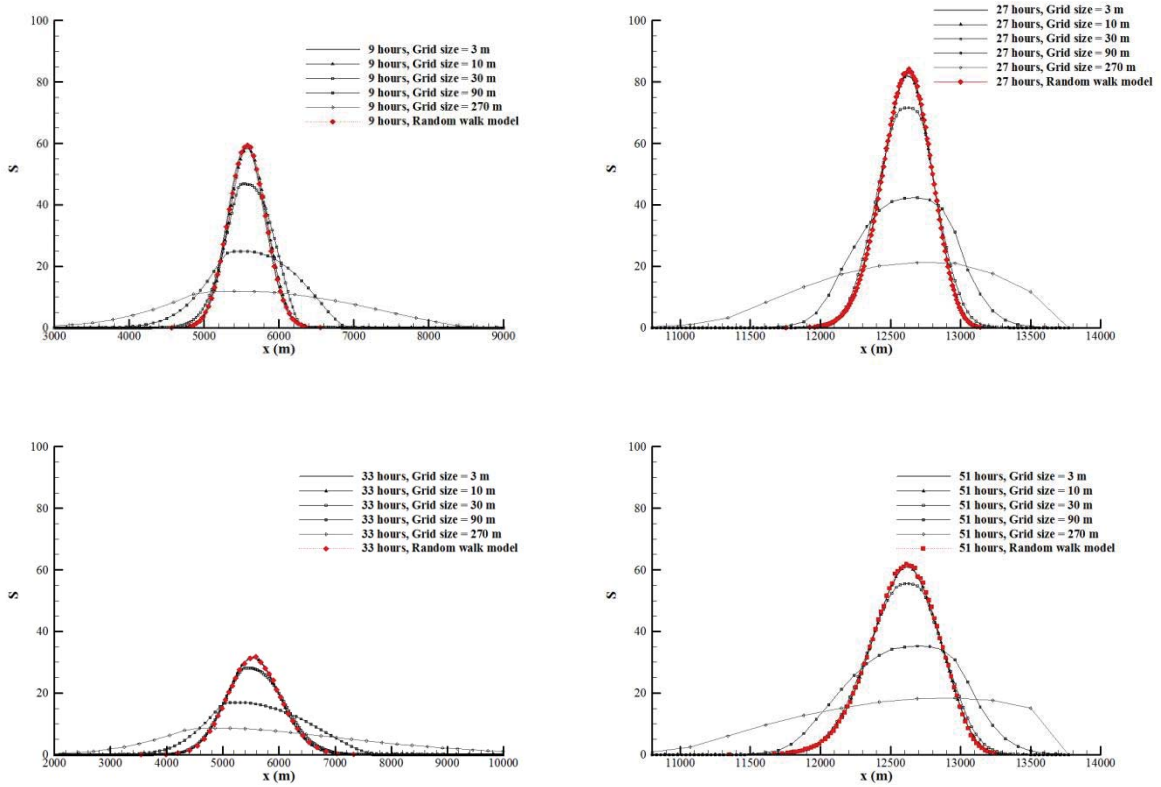 100
80
60
40
20
0
S
9 hours, Grid size = 3 m
9 hours, Grid size = 10 m
9 hours, Grid size = 30 m
9 hours, Grid size = 90 m
9 hours, Grid size = 270 m
9 hours, Random walk model
3000 4000 5000 6000 7000 8000 9000
x (m)
100
80
60
40
20
0
S
27 hours, Grid size = 3 m
27 hours, Grid size = 10 m
27 hours, Grid size = 30 m
27 hours, Grid size = 90 m
27 hours, Grid size = 270 m
27 hours, Random walk model
11000 11500 12000 12500 13000 13500 14000
x (m)
100
80
60
40
20
0
S
33 hours, Grid size = 3 m
33 hours, Grid size = 10 m
33 hours, Grid size = 30 m
33 hours, Grid size = 90 m
33 hours, Grid size = 270 m
33 hours, Random walk model
2000 3000 4000 5000 6000 7000 8000 9000 10000
x (m)
100
80
60
40
20
0
S
51 hours, Grid size = 3 m
51 hours, Grid size = 10 m
51 hours, Grid size = 30 m
51 hours, Grid size = 90 m
51 hours, Grid size = 270 m
51 hours, Random walk model
11000 11500 12000 12500 13000 13500 14000
x (m)